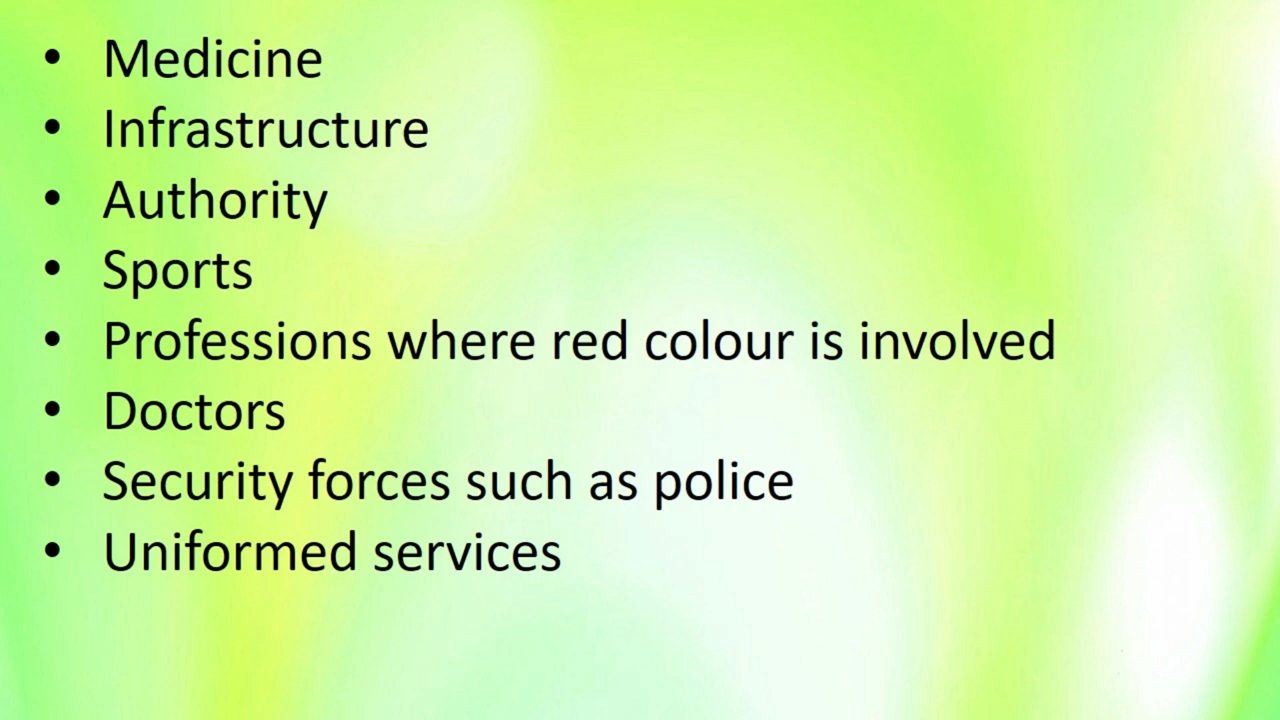 • Medicine
• Infrastructure
• Authority
• Sports
• Professions where red colour is involved
• Doctors
• Security forces such as police
• Uniformed services